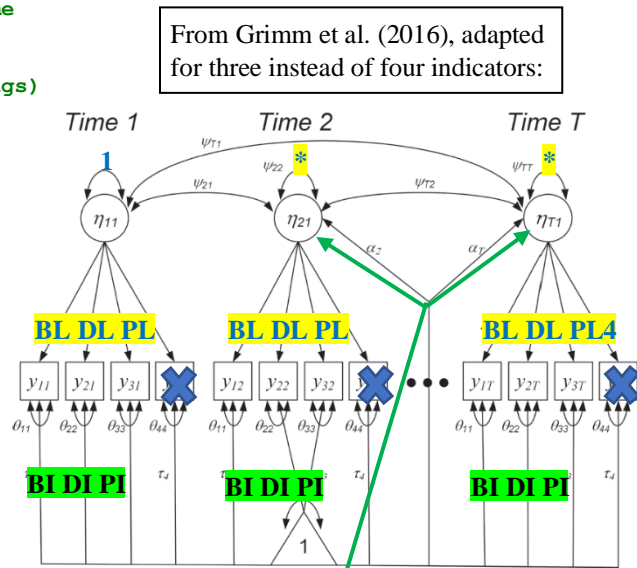 ne
From Grimm et al. (2016), adapted
for three instead of four indicators:
gs)
Time 1 Time 2 Time T
ψT1
1 ψ22 * ψTT *
ψ21 ψT2
η11 η21 ηT1
α2 αT
BL DL PL BL DL PL BL DL PL4
y11 y21 y31 y12 y22 y32 y1T y2T y3T
θ11 θ22 θ33 θ44 θ11 θ22 θ33 θ44 θ11 θ22 θ33 θ44
τ4 τ4 τ4
BI DI PI BI DI PI BI DI PI
1